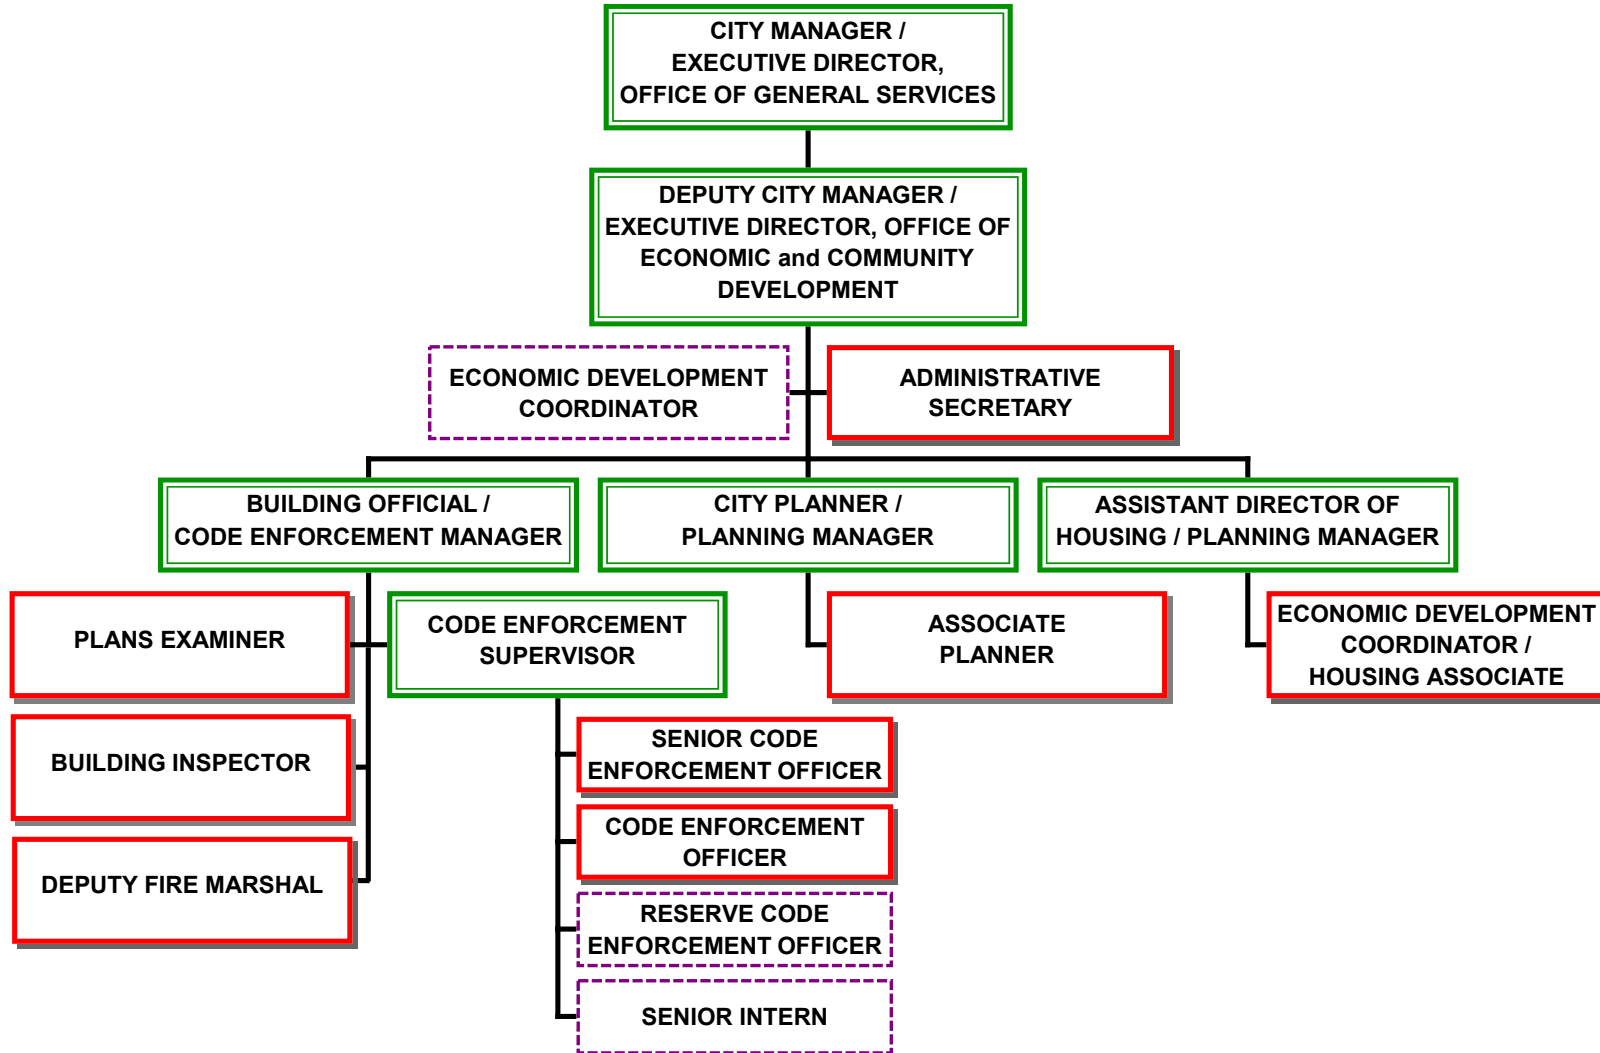 CITY MANAGER /
EXECUTIVE DIRECTOR,
OFFICE OF GENERAL SERVICES
DEPUTY CITY MANAGER /
EXECUTIVE DIRECTOR, OFFICE OF
ECONOMIC and COMMUNITY
DEVELOPMENT
ECONOMIC DEVELOPMENT
COORDINATOR
ADMINISTRATIVE
SECRETARY
BUILDING OFFICIAL /
CODE ENFORCEMENT MANAGER
CITY PLANNER /
PLANNING MANAGER
ASSISTANT DIRECTOR OF
HOUSING / PLANNING MANAGER
PLANS EXAMINER
CODE ENFORCEMENT
SUPERVISOR
ASSOCIATE
PLANNER
ECONOMIC DEVELOPMENT
COORDINATOR /
HOUSING ASSOCIATE
BUILDING INSPECTOR
SENIOR CODE
ENFORCEMENT OFFICER
DEPUTY FIRE MARSHAL
CODE ENFORCEMENT
OFFICER
RESERVE CODE
ENFORCEMENT OFFICER
SENIOR INTERN